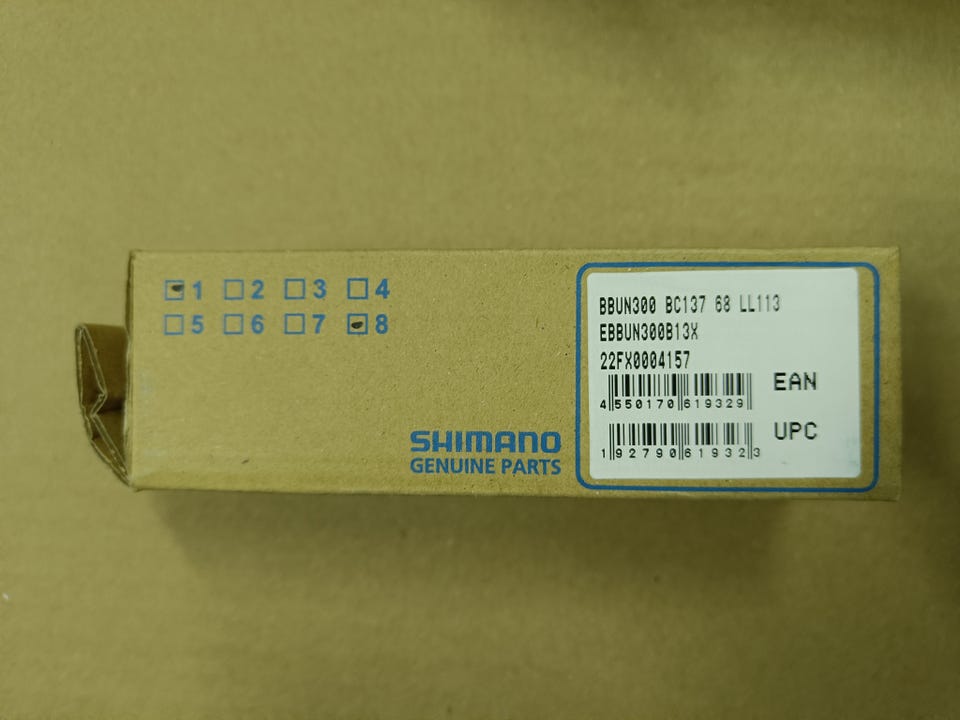 1 2 3 4
5 6 7 8
SHIMANO
GENUINE PARTS
BBUN300 BC137 68 LL113
EBBUN300B13X
22FX0004157
4 550170 619329
EAN
1 92790 61932 3
UPC